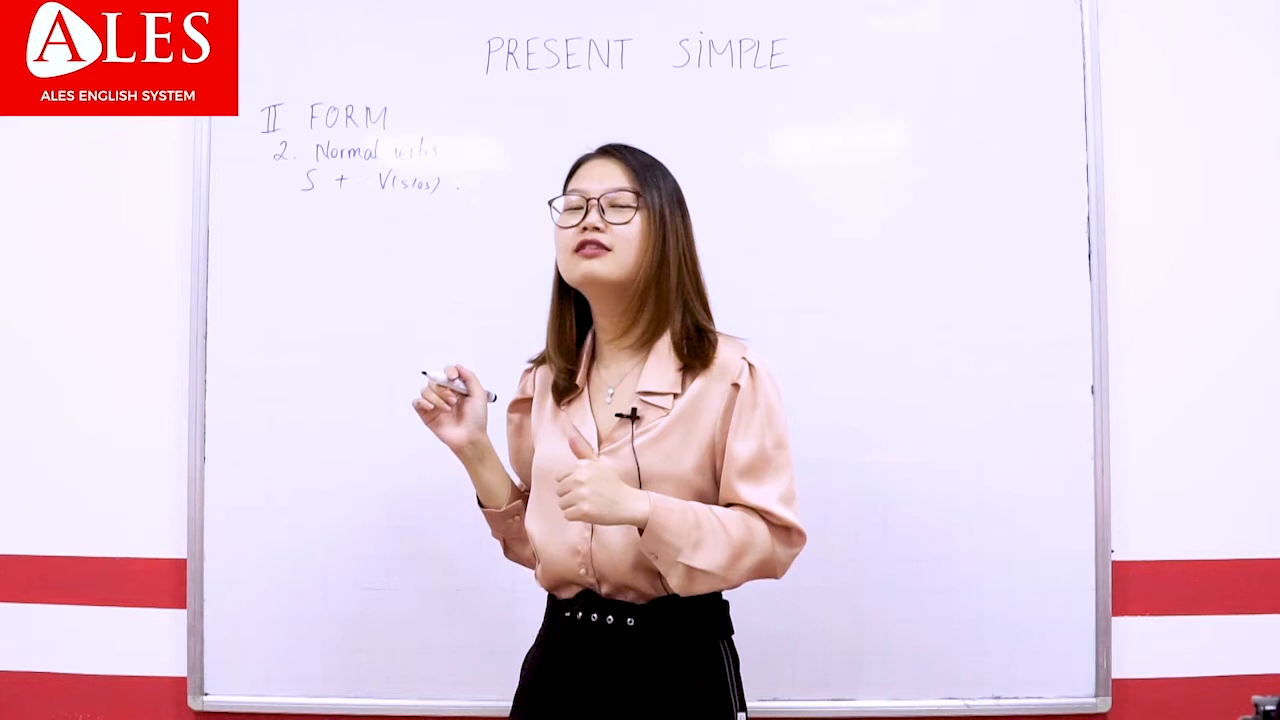 ALES
ALES ENGLISH SYSTEM
PRESENT SiMPLE
II FORM
2. Normal verbs
S + V(s/es).